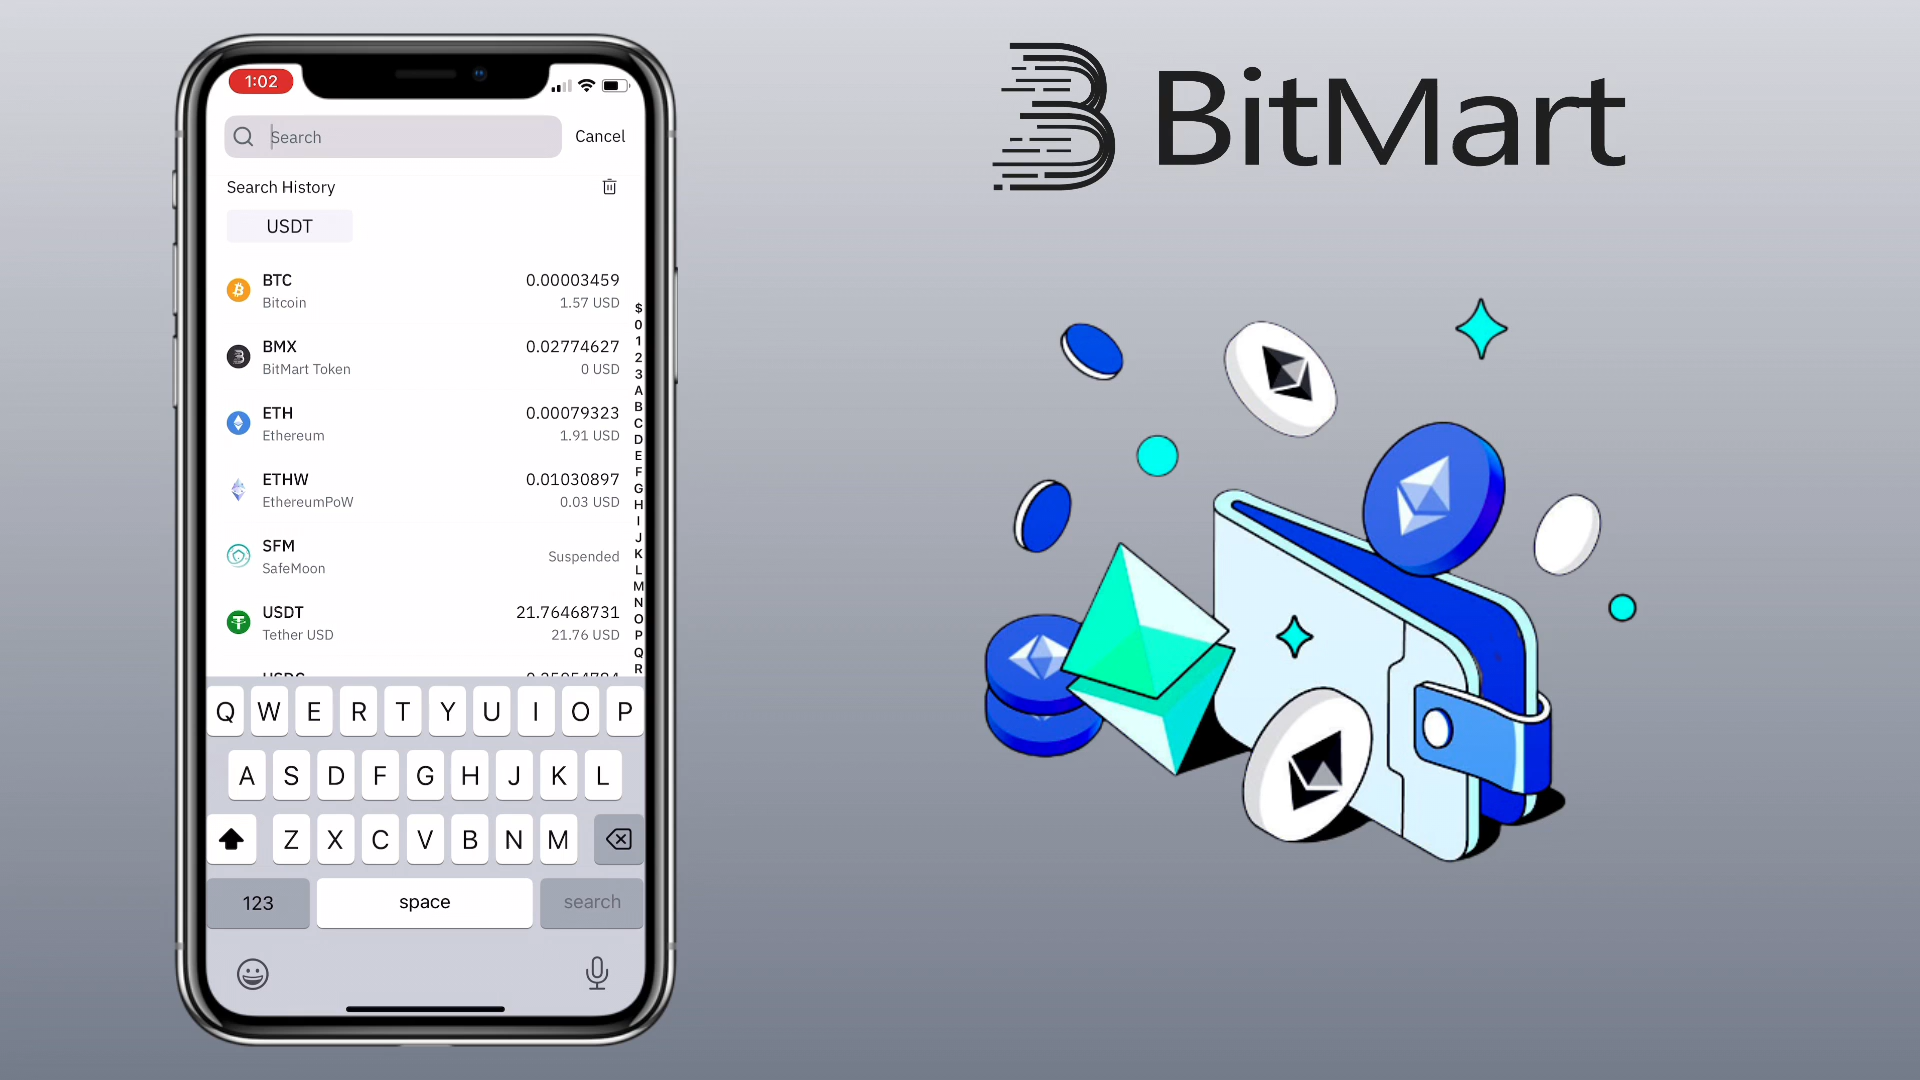 1:02
Search
Cancel
Search History
USDT
BTC
0.00003459
Bitcoin
1.57 USD
BMX
0.02774627
BitMart Token
0 USD
ETH
0.00079323
Ethereum
1.91 USD
ETHW
0.01030897
EthereumPoW
0.03 USD
SFM
SafeMoon
Suspended
USDT
21.76468731
Tether USD
21.76 USD
$
0
1
2
3
A
B
C
D
E
F
G
H
I
J
K
L
M
N
O
P
Q
R
Q W E R T Y U I O P
A S D F G H J K L
Z X C V B N M
123 space search
BitMart